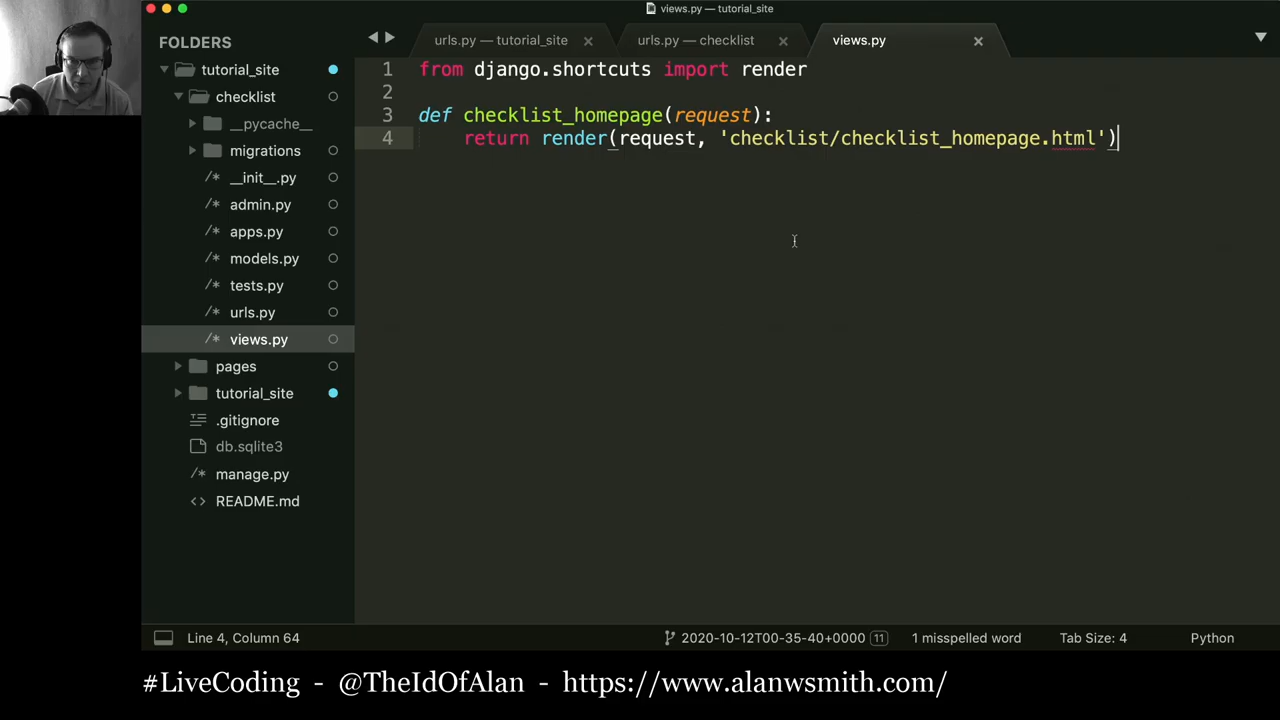 views.py — tutorial_site
FOLDERS
tutorial_site
checklist
__pycache__
migrations
__init__.py
admin.py
apps.py
models.py
tests.py
urls.py
views.py
pages
tutorial_site
.gitignore
db.sqlite3
manage.py
README.md
urls.py — tutorial_site
urls.py — checklist
views.py
1 from django.shortcuts import render
2
3 def checklist_homepage(request):
4 return render(request, 'checklist/checklist_homepage.html')
Line 4, Column 64
2020-10-12T00-35-40+0000 11
1 misspelled word
Tab Size: 4
Python
#LiveCoding - @TheIdOfAlan - https://www.alanwsmith.com/